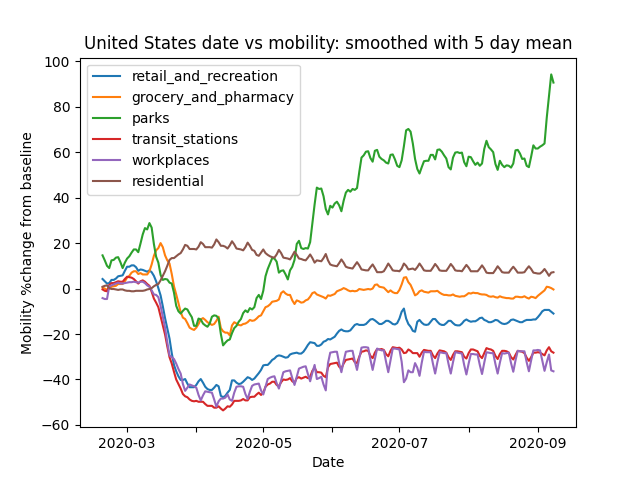 United States date vs mobility: smoothed with 5 day mean
retail_and_recreation
grocery_and_pharmacy
parks
transit_stations
workplaces
residential
Mobility %change from baseline
100
80
60
40
20
0
−20
−40
−60
2020-03
2020-05
2020-07
2020-09
Date